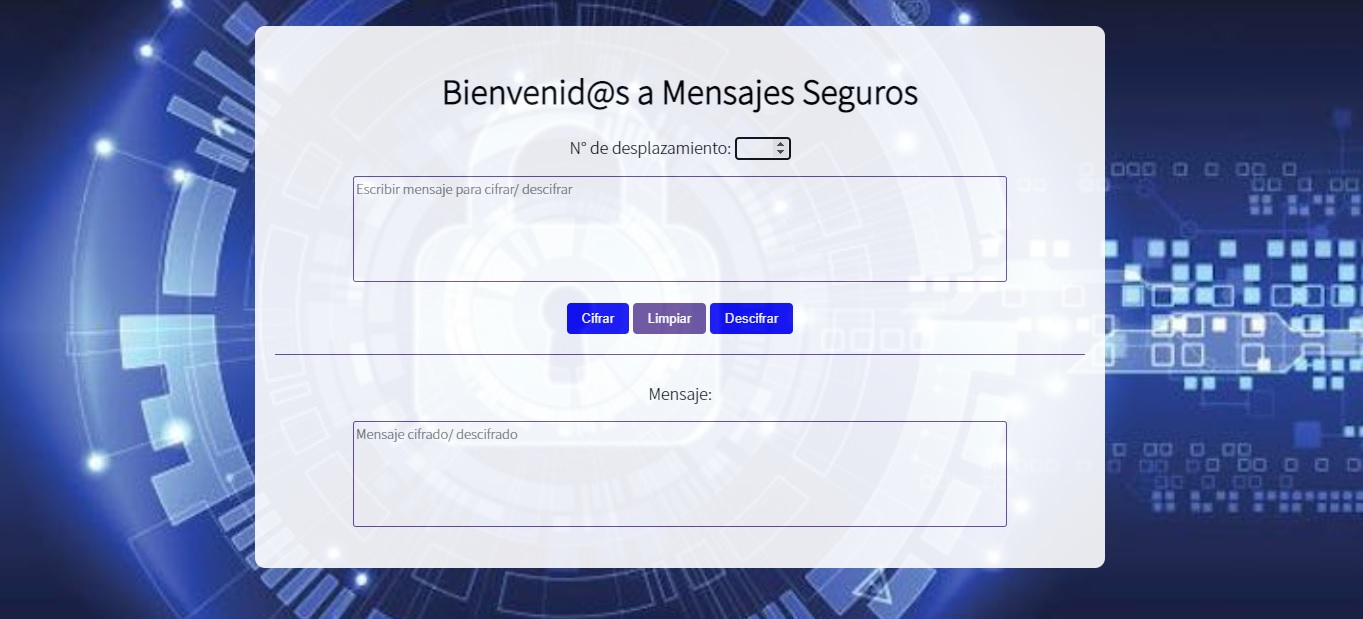 Bienvenid@s a Mensajes Seguros
N° de desplazamiento:
Escribir mensaje para cifrar/ descifrar
Cifrar Limpiar Descifrar
Mensaje:
Mensaje cifrado/ descifrado